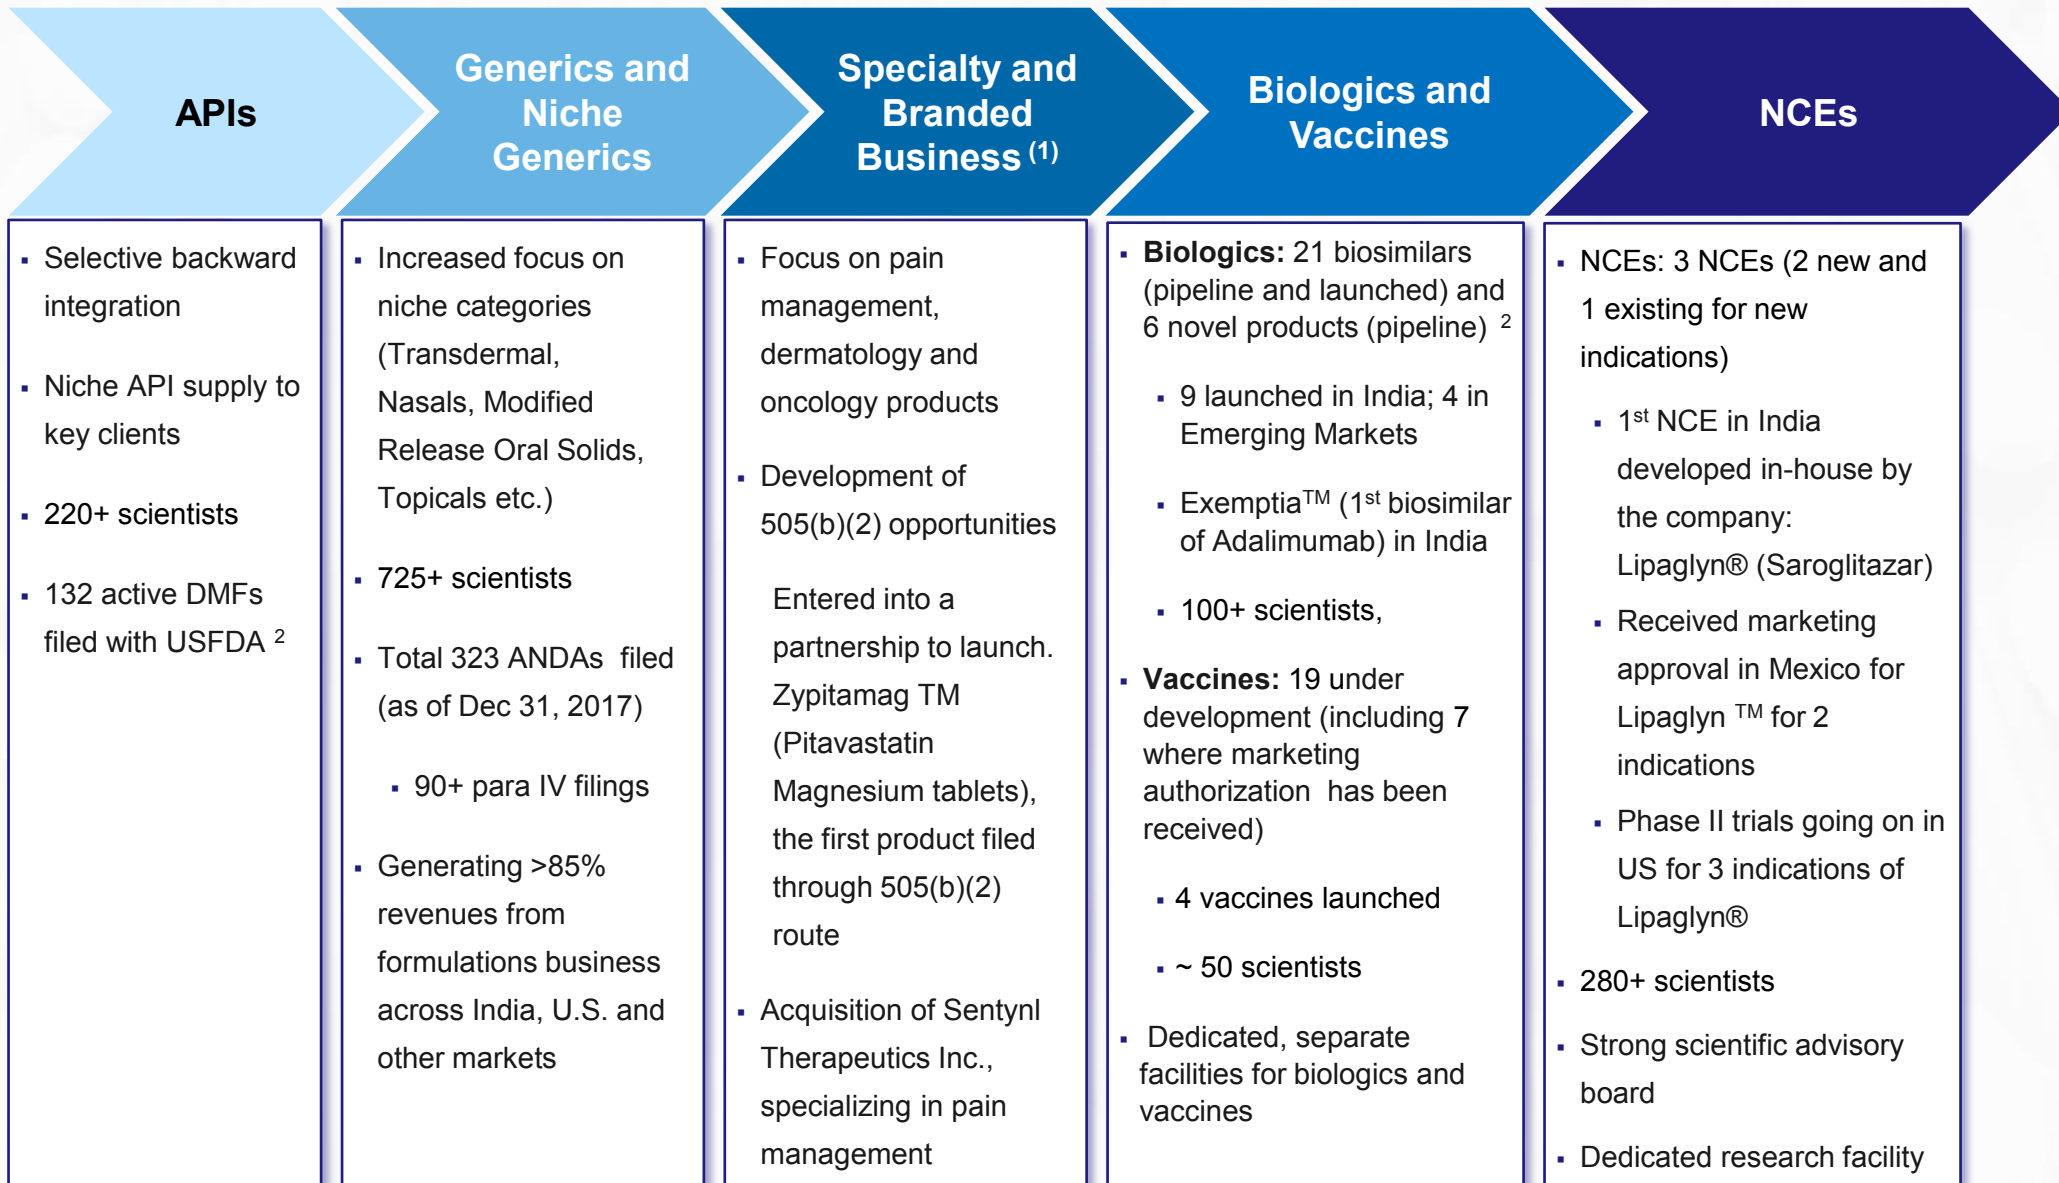 APIs
Generics and
Niche
Generics
Specialty and
Branded
Business (1)
Biologics and
Vaccines
NCEs
▪ Selective backward
integration
▪ Niche API supply to
key clients
▪ 220+ scientists
▪ 132 active DMFs
filed with USFDA 2
▪ Increased focus on
niche categories
(Transdermal,
Nasals, Modified
Release Oral Solids,
Topicals etc.)
▪ 725+ scientists
▪ Total 323 ANDAs filed
(as of Dec 31, 2017)
▪ 90+ para IV filings
▪ Generating >85%
revenues from
formulations business
across India, U.S. and
other markets
▪ Focus on pain
management,
dermatology and
oncology products
▪ Development of
505(b)(2) opportunities
Entered into a
partnership to launch.
Zypitamag TM
(Pitavastatin
Magnesium tablets),
the first product filed
through 505(b)(2)
route
▪ Acquisition of Sentynl
Therapeutics Inc.,
specializing in pain
management
▪ Biologics: 21 biosimilars
(pipeline and launched) and
6 novel products (pipeline) 2
▪ 9 launched in India; 4 in
Emerging Markets
▪ Exemptia™ (1st biosimilar
of Adalimumab) in India
▪ 100+ scientists,
▪ Vaccines: 19 under
development (including 7
where marketing
authorization has been
received)
▪ 4 vaccines launched
▪ ~ 50 scientists
▪ Dedicated, separate
facilities for biologics and
vaccines
▪ NCEs: 3 NCEs (2 new and
1 existing for new
indications)
▪ 1st NCE in India
developed in-house by
the company:
Lipaglyn® (Saroglitazar)
▪ Received marketing
approval in Mexico for
Lipaglyn ™ for 2
indications
▪ Phase II trials going on in
US for 3 indications of
Lipaglyn®
▪ 280+ scientists
▪ Strong scientific advisory
board
▪ Dedicated research facility